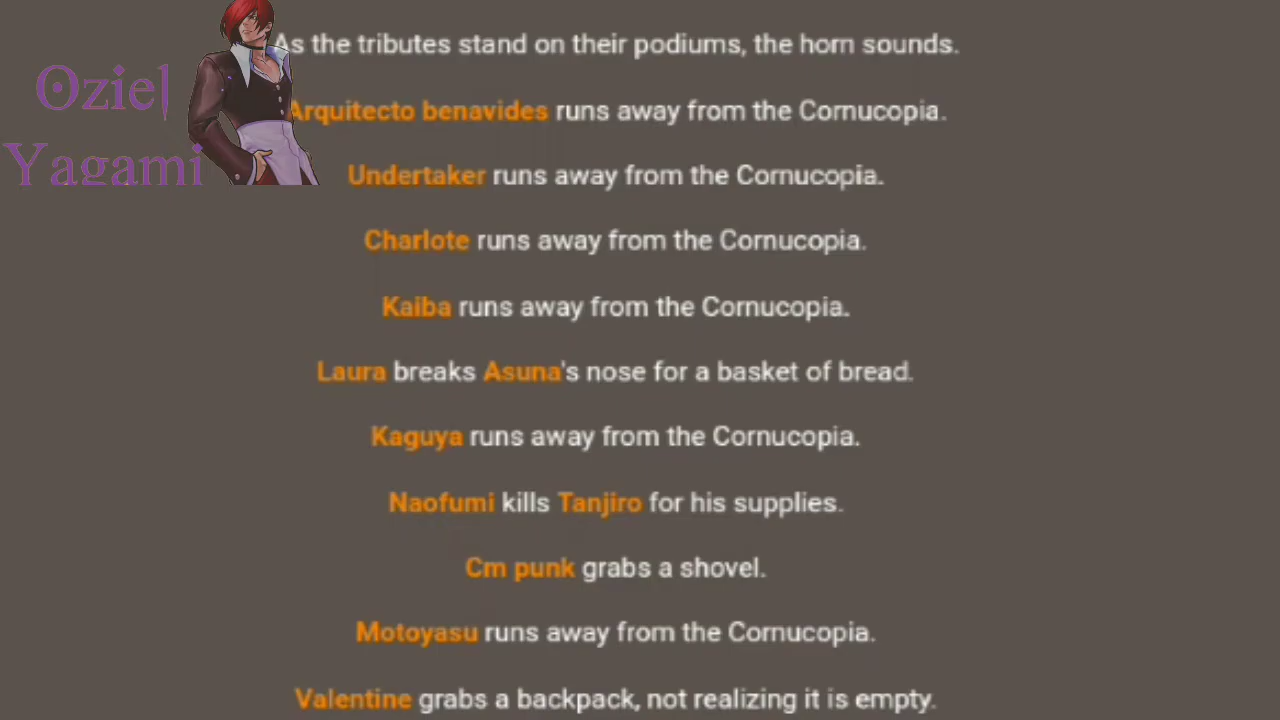 Oziel
Yagami
As the tributes stand on their podiums, the horn sounds.
Arquitecto benavides runs away from the Cornucopia.
Undertaker runs away from the Cornucopia.
Charlote runs away from the Cornucopia.
Kaiba runs away from the Cornucopia.
Laura breaks Asuna's nose for a basket of bread.
Kaguya runs away from the Cornucopia.
Naofumi kills Tanjiro for his supplies.
Cm punk grabs a shovel.
Motoyasu runs away from the Cornucopia.
Valentine grabs a backpack, not realizing it is empty.